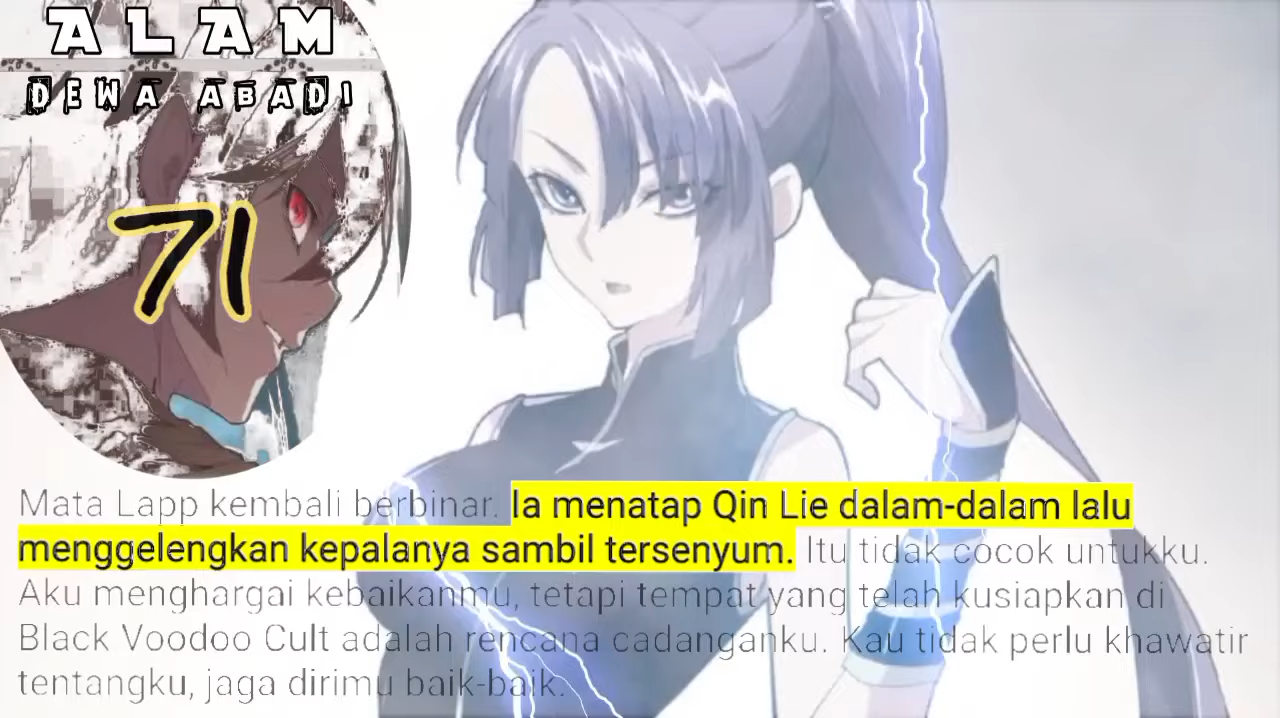 ALAM
DEWA ABADI
71
Mata Lapp kembali berbinar. Ia menatap Qin Lie dalam-dalam lalu
menggelengkan kepalanya sambil tersenyum. Itu tidak cocok untukku.
Aku menghargai kebaikanmu, tetapi tempat yang telah kusiapkan di
Black Voodoo Cult adalah rencana cadanganku. Kau tidak perlu khawatir
tentangku, jaga dirimu baik-baik.